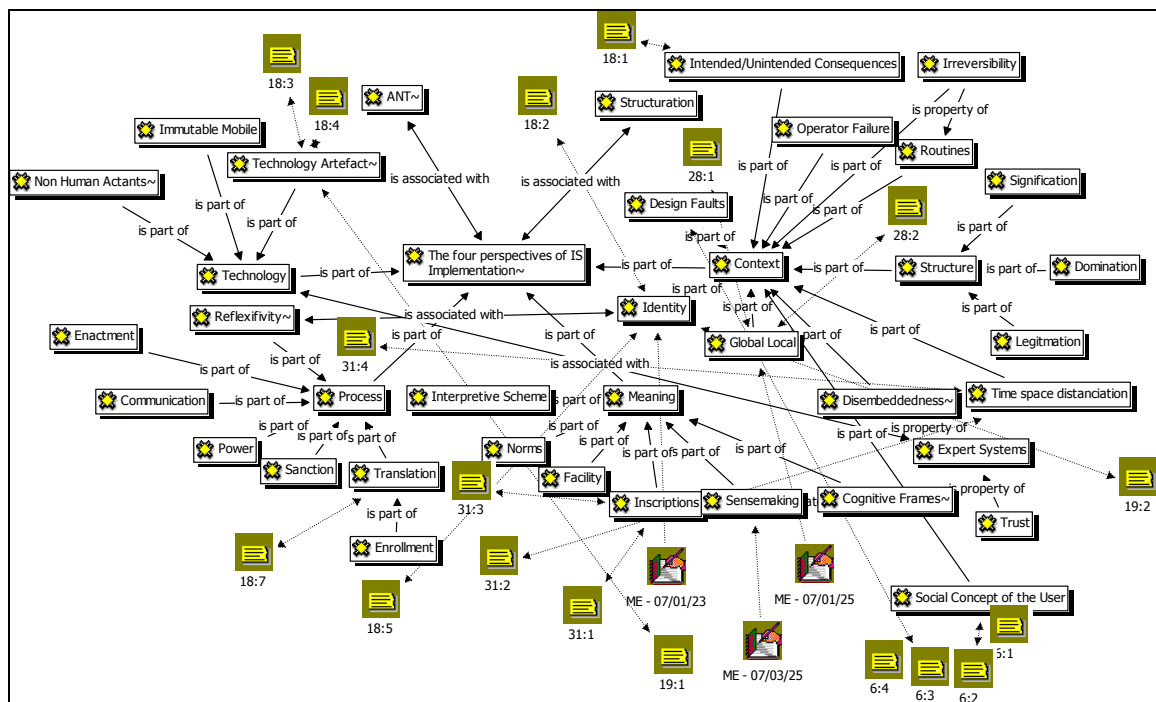 18:1
Intended/Unintended Consequences
Irreversibility
18:3
18:4
ANT~
18:2
Structuration
is property of
Immutable Mobile
Operator Failure
Technology Artefact~
28:1
is part of
Routines
Non Human Actants~
is associated with
is associated with
is part of
is part of
Signification
Design Faults
is part of
is part of
is part of
is part of
28:2
is part of
is part of
The four perspectives of IS
Implementation~
Technology
is part of
is part of
Context
is part of
Structure
is part of
Domination
is part of
Reflexifivity~
is associated with
Identity
is part of
Enactment
is part of
Global Local
is part of
Legitmation
is part of
31:4
is associated with
part of
is part of
Communication
is part of
Process
Interpretive Scheme
is part of
Meaning
Disembeddedness~
Time space distanciation
is part of
is property of
Power
is part of
is part of
Norms
is part of
is part of
is part of
is part of
Expert Systems
Sanction
Translation
Facility
31:3
Inscriptions
Sensemaking
Cognitive Frames~
is property of
19:2
is part of
Trust
Enrollment
18:7
31:2
18:5
ME - 07/01/23
ME - 07/01/25
Social Concept of the User
31:1
6:1
19:1
ME - 07/03/25
6:4
6:3
6:2